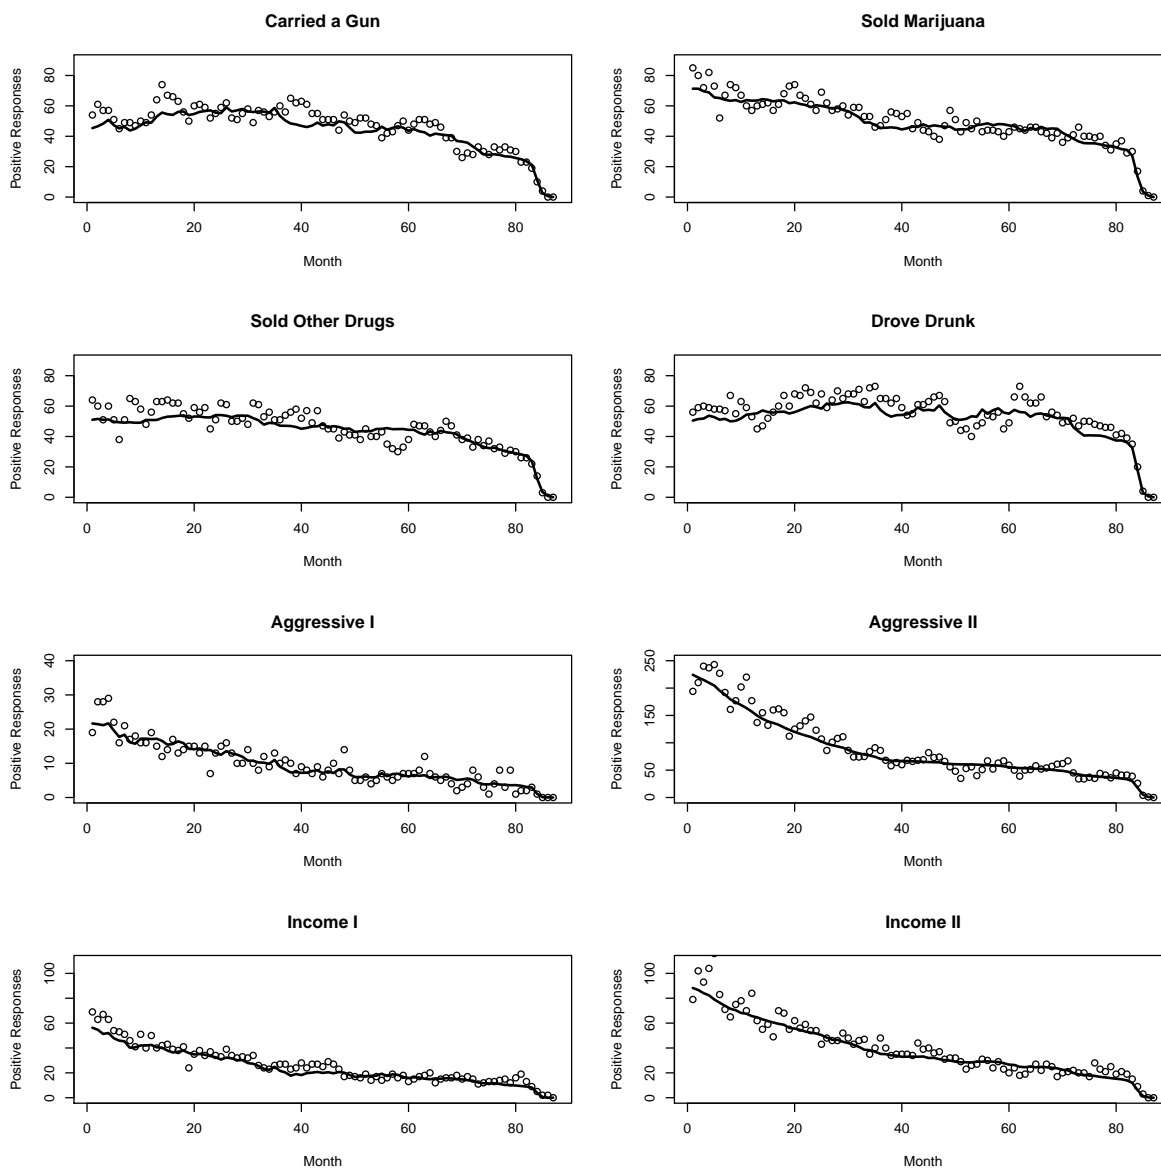 Carried a Gun
Positive Responses
0 20 40 60 80
0 20 40 60 80
Month
Sold Marijuana
Positive Responses
0 20 40 60 80
0 20 40 60 80
Month
Sold Other Drugs
Positive Responses
0 20 40 60 80
0 20 40 60 80
Month
Drove Drunk
Positive Responses
0 20 40 60 80
0 20 40 60 80
Month
Aggressive I
Positive Responses
0 10 20 30 40
0 20 40 60 80
Month
Aggressive II
Positive Responses
0 50 150 250
0 20 40 60 80
Month
Income I
Positive Responses
0 20 60 100
0 20 40 60 80
Month
Income II
Positive Responses
0 20 60 100
0 20 40 60 80
Month